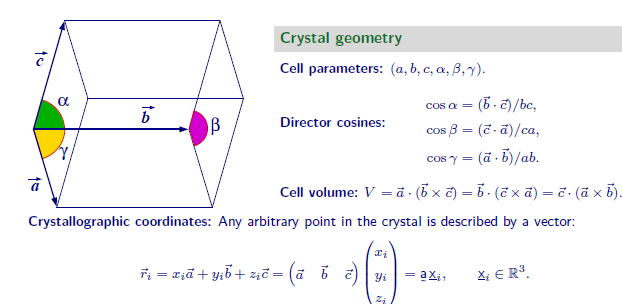 Crystal geometry
Cell parameters: (a, b, c, α, β, γ).
Director cosines:
cos α = (b⃗ · c⃗)/bc,
cos β = (c⃗ · a⃗)/ca,
cos γ = (a⃗ · b⃗)/ab.
Cell volume: V = a⃗ · (b⃗ × c⃗) = b⃗ · (c⃗ × a⃗) = c⃗ · (a⃗ × b⃗).
c⃗
α
b⃗
β
γ
a⃗
Crystallographic coordinates: Any arbitrary point in the crystal is described by a vector:
r⃗ᵢ = xᵢa⃗ + yᵢb⃗ + zᵢc⃗ = (a⃗ b⃗ c⃗) (xᵢ yᵢ zᵢ) = a̲x̲ᵢ, x̲ᵢ ∈ ℝ³.